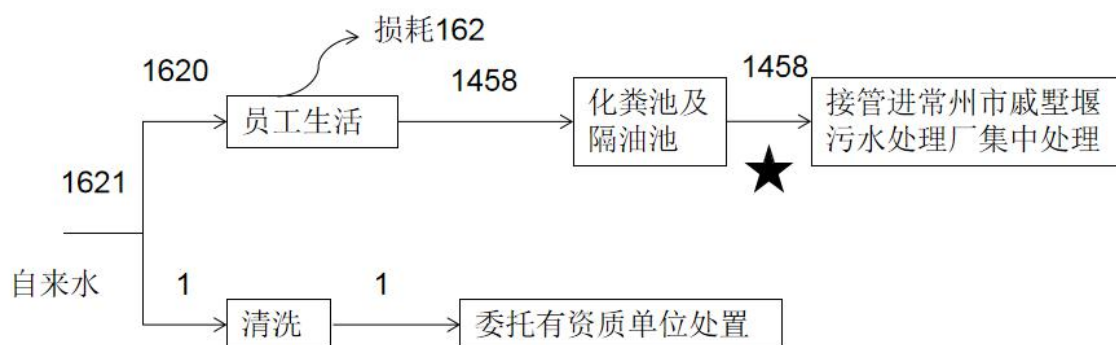 损耗162
1620
1458
1458
员工生活
化粪池及
隔油池
接管进常州市戚墅堰
污水处理厂集中处理
1621
自来水
1
1
清洗
委托有资质单位处置